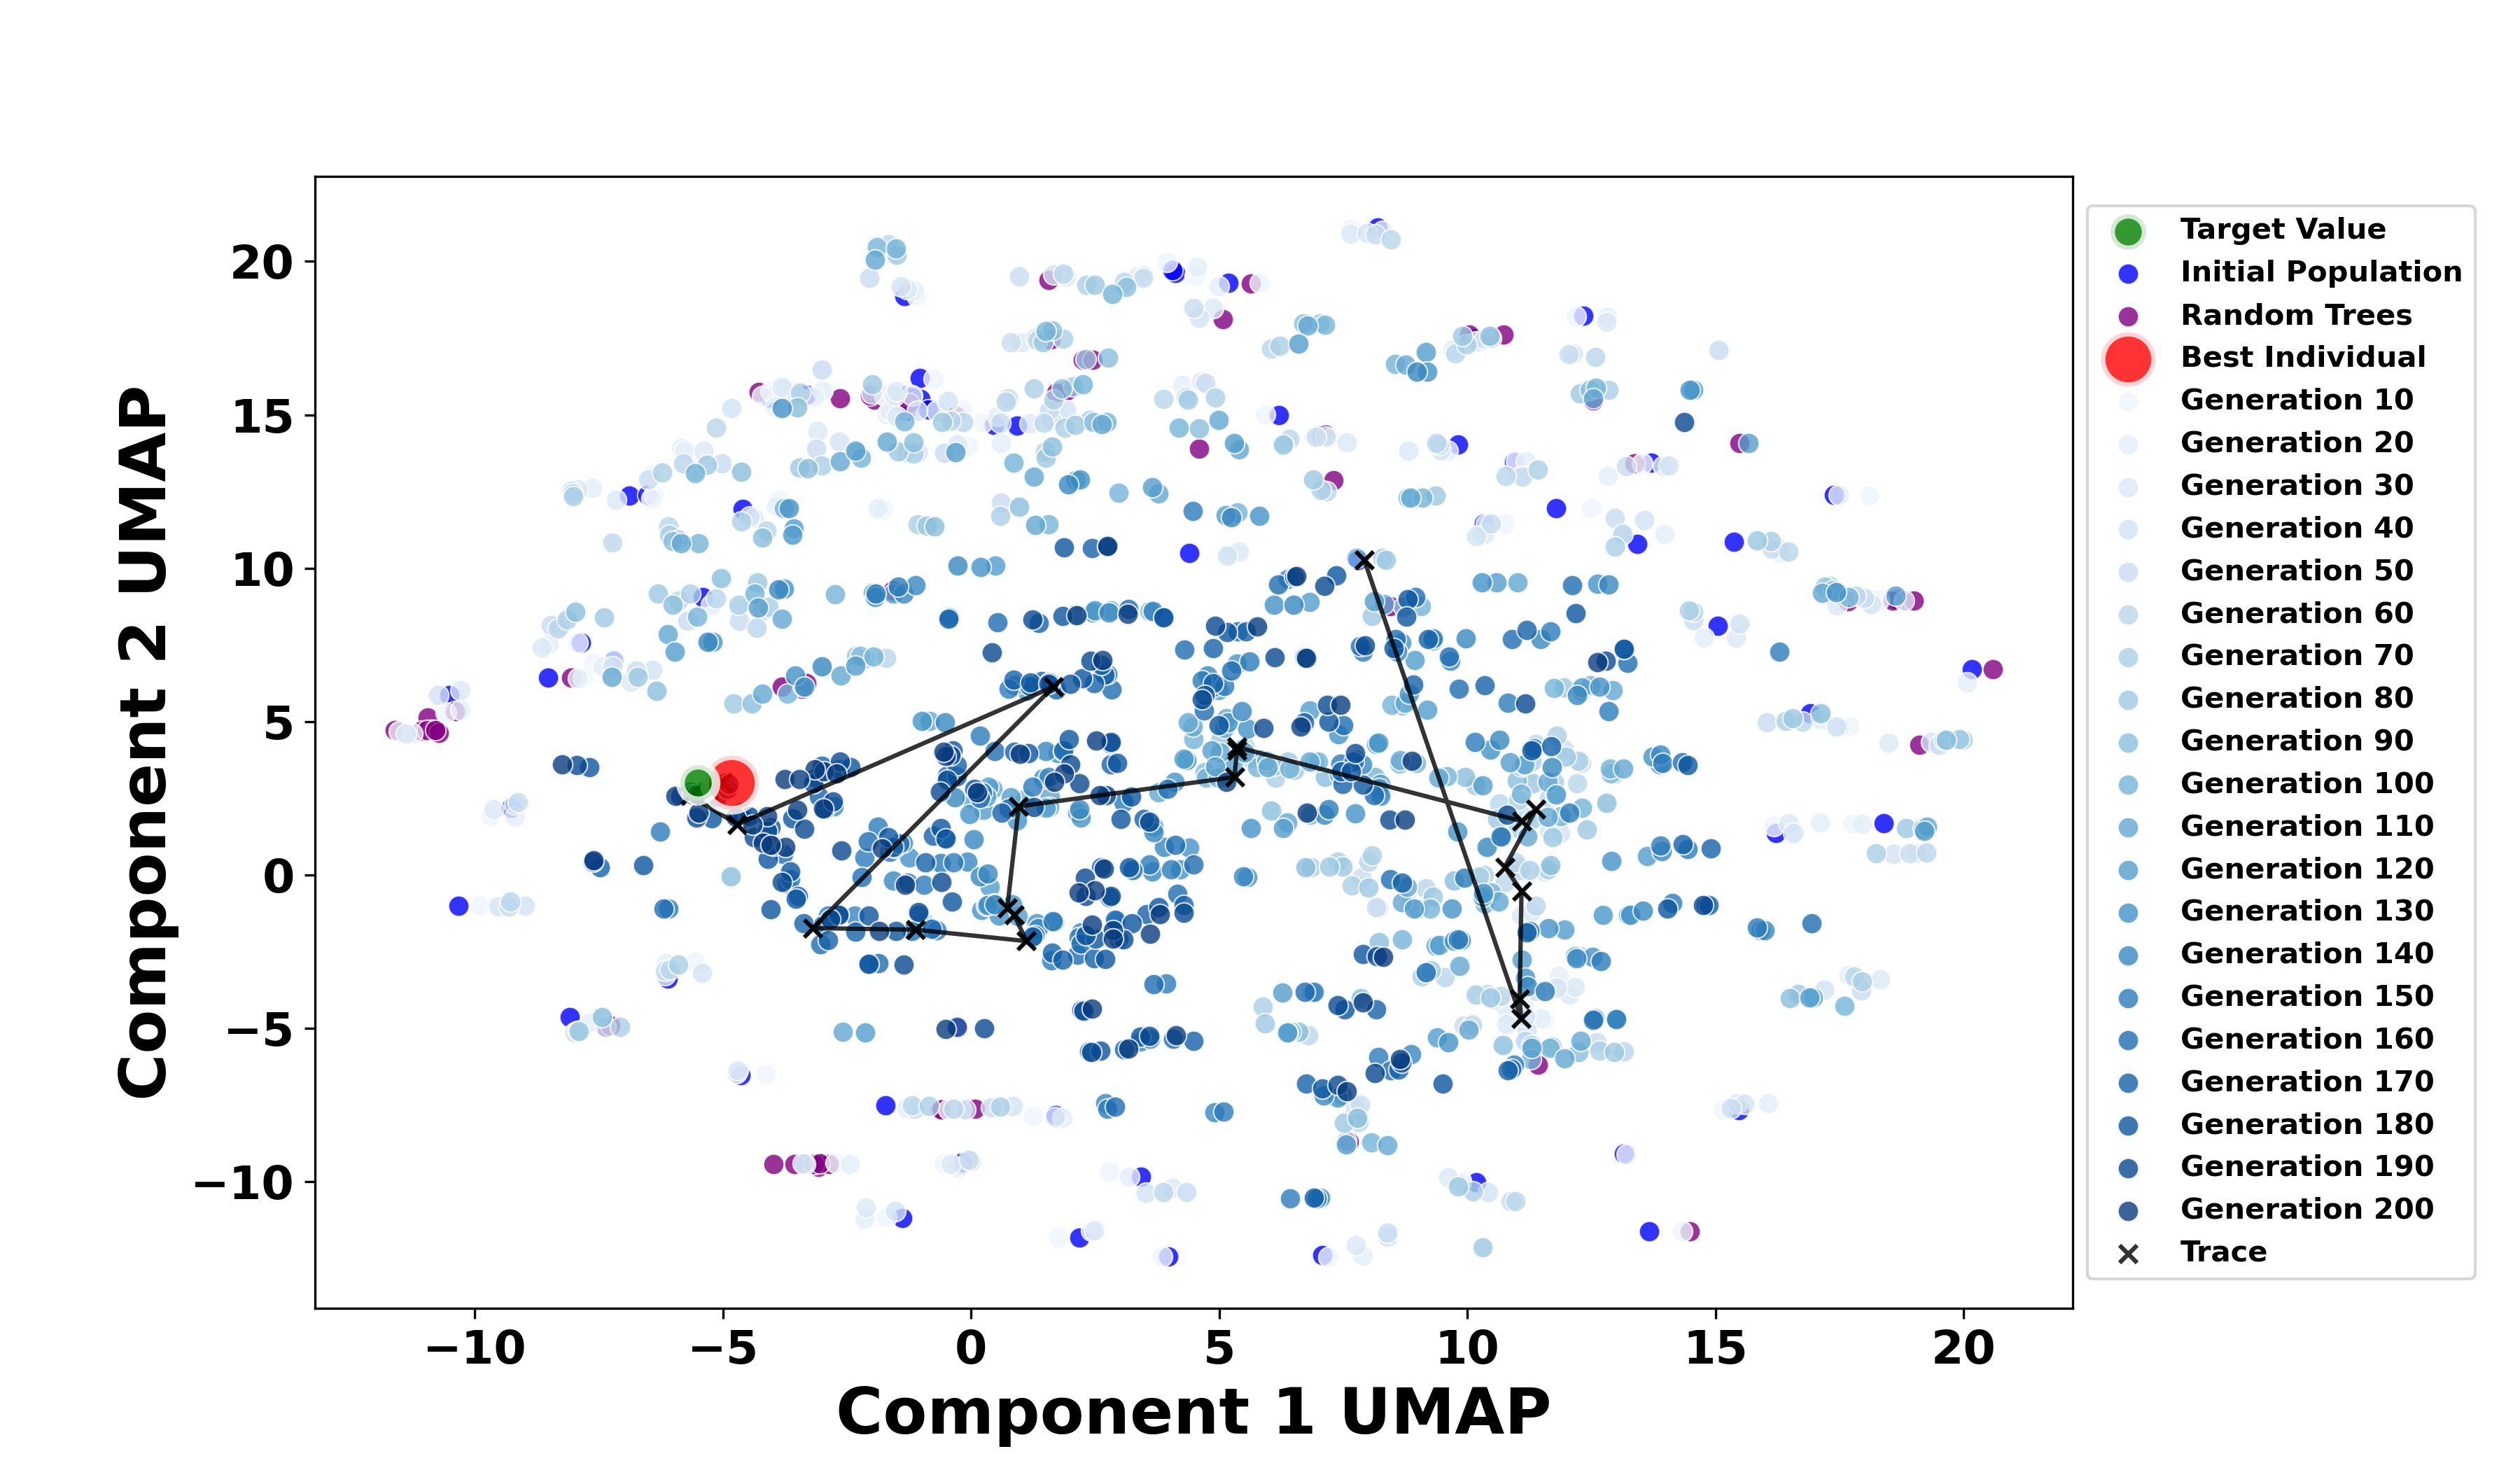 20
15
10
5
0
−5
−10
Component 2 UMAP
−10
−5
0
5
10
15
20
Component 1 UMAP
Target Value
Initial Population
Random Trees
Best Individual
Generation 10
Generation 20
Generation 30
Generation 40
Generation 50
Generation 60
Generation 70
Generation 80
Generation 90
Generation 100
Generation 110
Generation 120
Generation 130
Generation 140
Generation 150
Generation 160
Generation 170
Generation 180
Generation 190
Generation 200
Trace